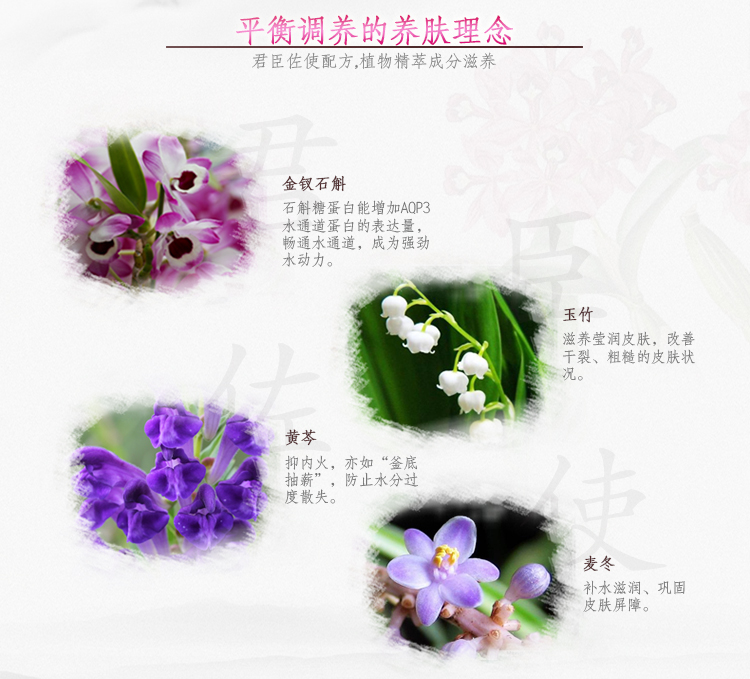 平衡调养的养肤理念
君臣佐使配方,植物精萃成分滋养
君
金钗石斛
石斛糖蛋白能增加AQP3
水通道蛋白的表达量，
畅通水通道，成为强劲
水动力。
臣
玉竹
滋养莹润皮肤，改善
干裂、粗糙的皮肤状
况。
佐
黄芩
抑内火，亦如“釜底
抽薪”，防止水分过
度散失。
使
麦冬
补水滋润、巩固
皮肤屏障。